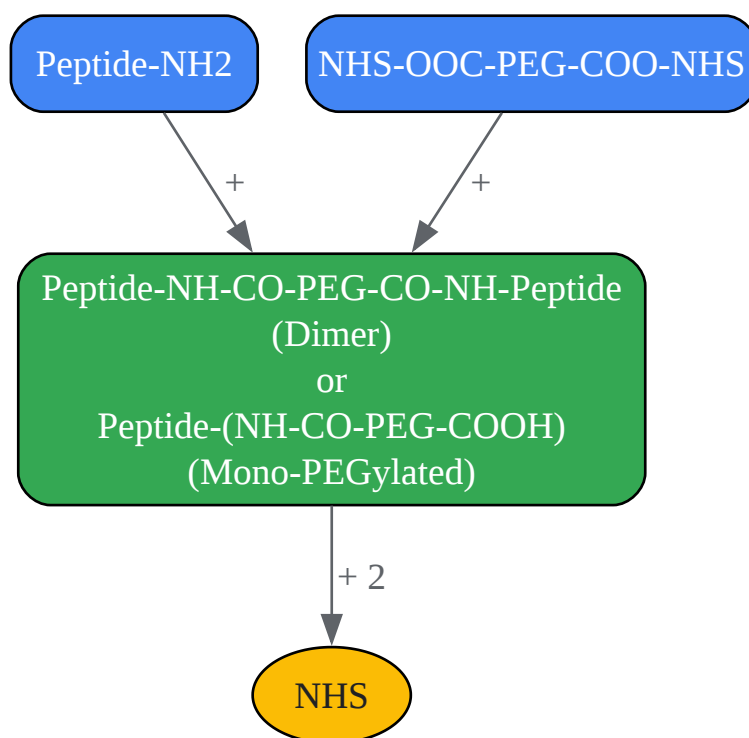 Peptide-NH2
NHS-OOC-PEG-COO-NHS
+
+
Peptide-NH-CO-PEG-CO-NH-Peptide
(Dimer)
or
Peptide-(NH-CO-PEG-COOH)
(Mono-PEGylated)
+ 2
NHS